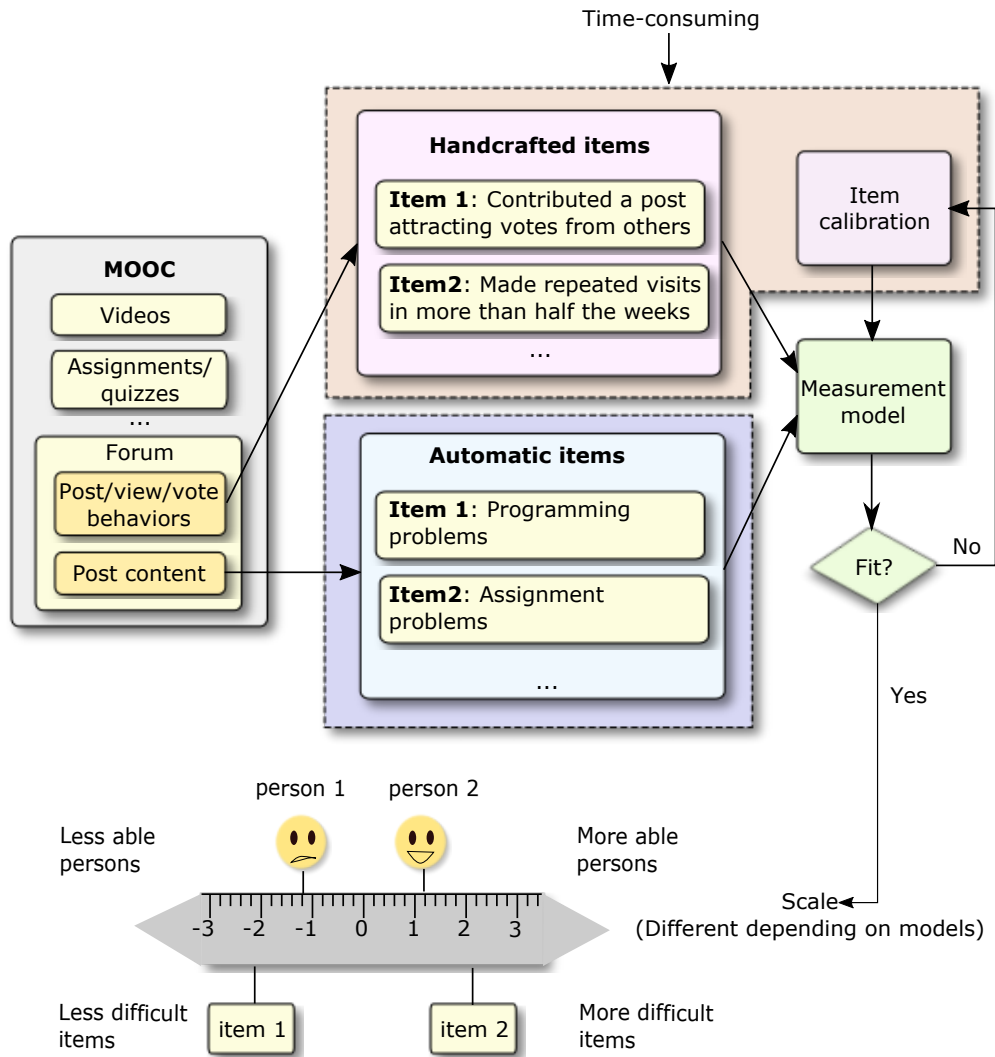 Time-consuming
Handcrafted items
Item 1: Contributed a post
attracting votes from others
Item2: Made repeated visits
in more than half the weeks
...
Item
calibration
MOOC
Videos
Assignments/
quizzes
...
Forum
Post/view/vote
behaviors
Post content
Automatic items
Item 1: Programming
problems
Item2: Assignment
problems
...
Measurement
model
Fit?
No
Yes
person 1
person 2
Less able
persons
More able
persons
-3 -2 -1 0 1 2 3
Scale
(Different depending on models)
Less difficult
items
item 1
item 2
More difficult
items